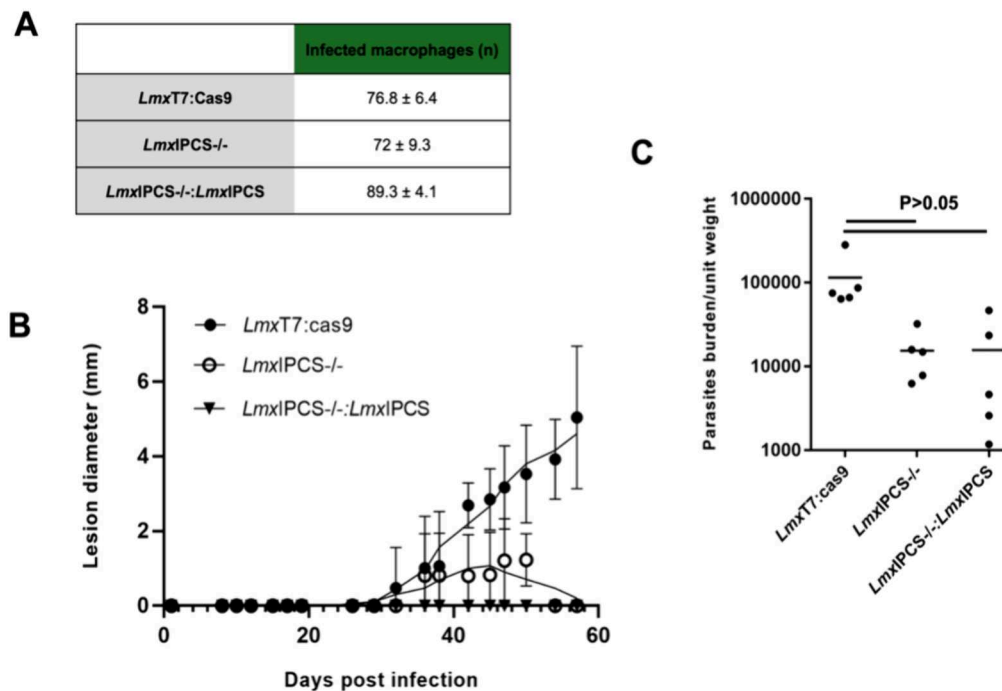 A
Infected macrophages (n)
LmxT7:Cas9
76.8 ± 6.4
LmxIPCS-/-
72 ± 9.3
LmxIPCS-/-:LmxIPCS
89.3 ± 4.1
B
8
6
4
2
0
Lesion diameter (mm)
LmxT7:cas9
LmxIPCS-/-
LmxIPCS-/-:LmxIPCS
0
20
40
60
Days post infection
C
P>0.05
1000000
100000
10000
1000
Parasites burden/unit weight
LmxT7:cas9
LmxIPCS-/-
LmxIPCS-/-:LmxIPCS